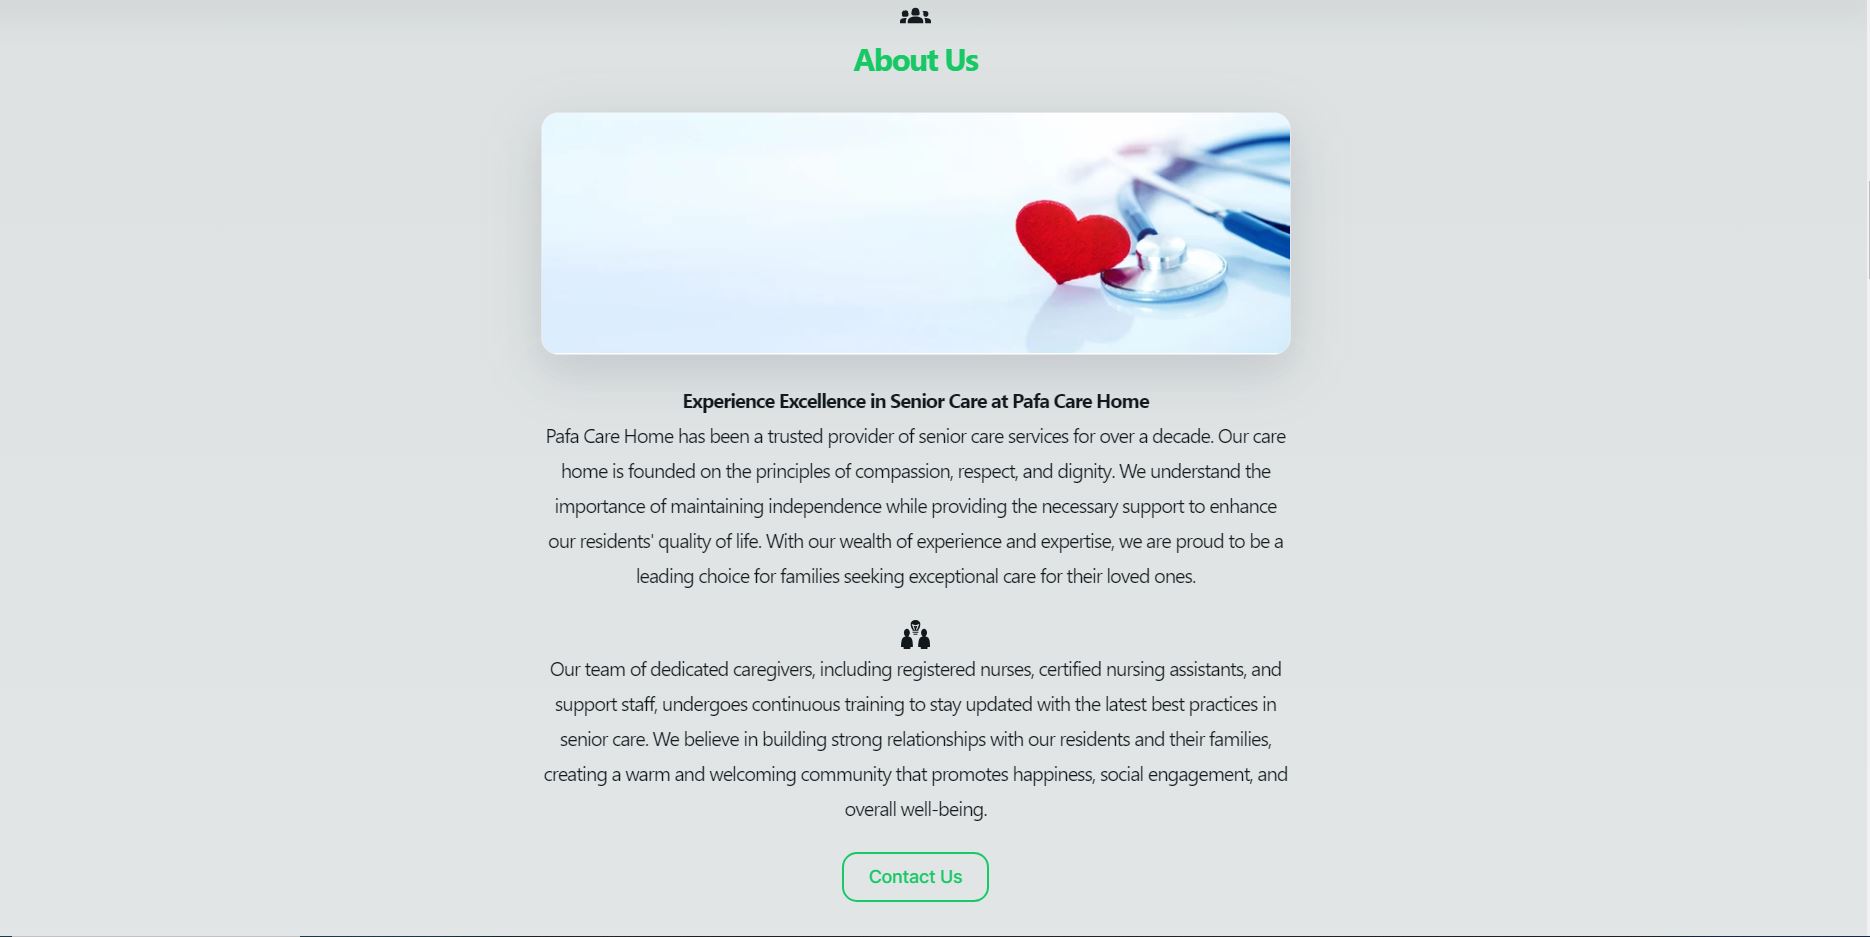 About Us
Experience Excellence in Senior Care at Pafa Care Home
Pafa Care Home has been a trusted provider of senior care services for over a decade. Our care
home is founded on the principles of compassion, respect, and dignity. We understand the
importance of maintaining independence while providing the necessary support to enhance
our residents' quality of life. With our wealth of experience and expertise, we are proud to be a
leading choice for families seeking exceptional care for their loved ones.
Our team of dedicated caregivers, including registered nurses, certified nursing assistants, and
support staff, undergoes continuous training to stay updated with the latest best practices in
senior care. We believe in building strong relationships with our residents and their families,
creating a warm and welcoming community that promotes happiness, social engagement, and
overall well-being.
Contact Us